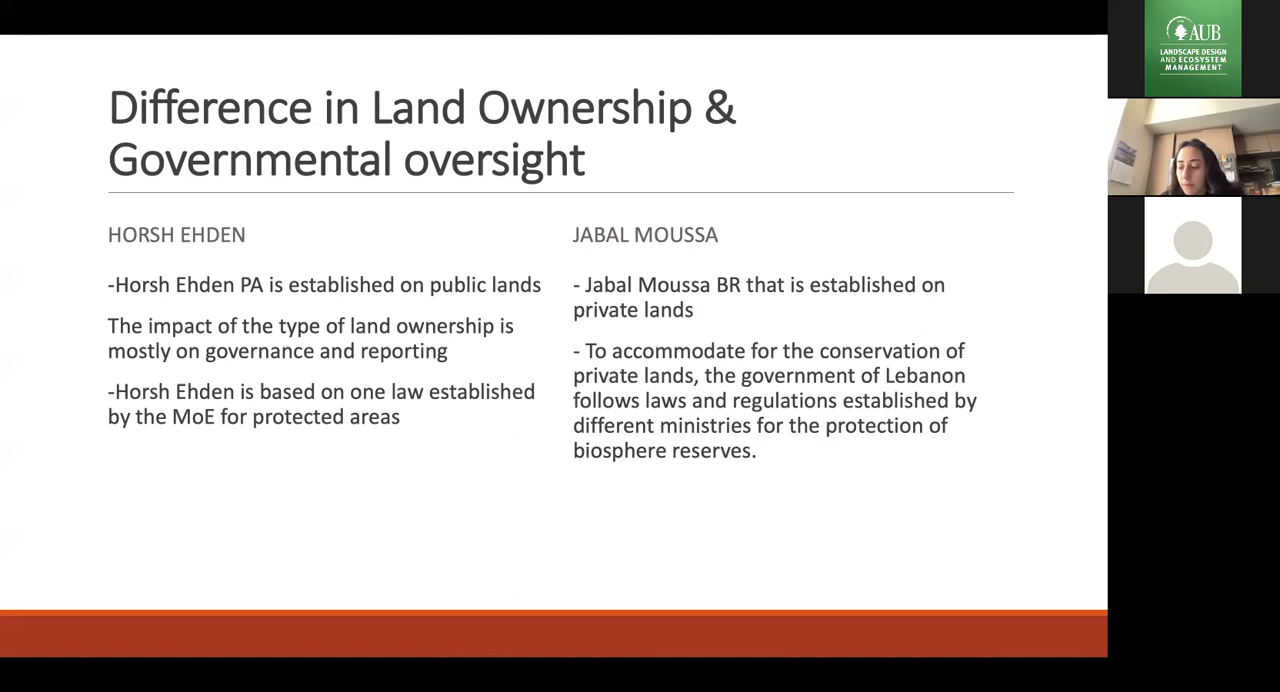 Difference in Land Ownership &
Governmental oversight
HORSH EHDEN
-Horsh Ehden PA is established on public lands
The impact of the type of land ownership is
mostly on governance and reporting
-Horsh Ehden is based on one law established
by the MoE for protected areas
JABAL MOUSSA
- Jabal Moussa BR that is established on
private lands
- To accommodate for the conservation of
private lands, the government of Lebanon
follows laws and regulations established by
different ministries for the protection of
biosphere reserves.
AUB
LANDSCAPE DESIGN
AND ECOSYSTEM
MANAGEMENT